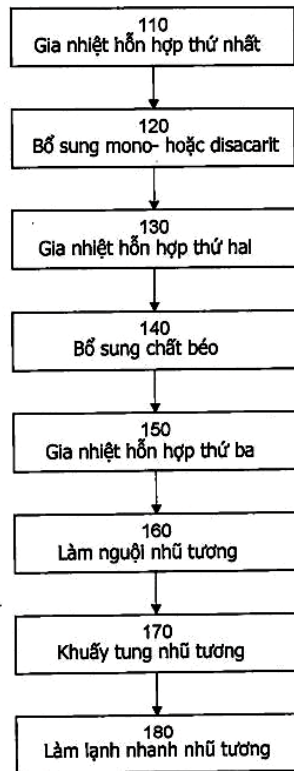 110
Gia nhiệt hỗn hợp thứ nhất
120
Bổ sung mono- hoặc disacarit
130
Gia nhiệt hỗn hợp thứ hai
140
Bổ sung chất béo
150
Gia nhiệt hỗn hợp thứ ba
160
Làm nguội nhũ tương
170
Khuấy tung nhũ tương
180
Làm lạnh nhanh nhũ tương